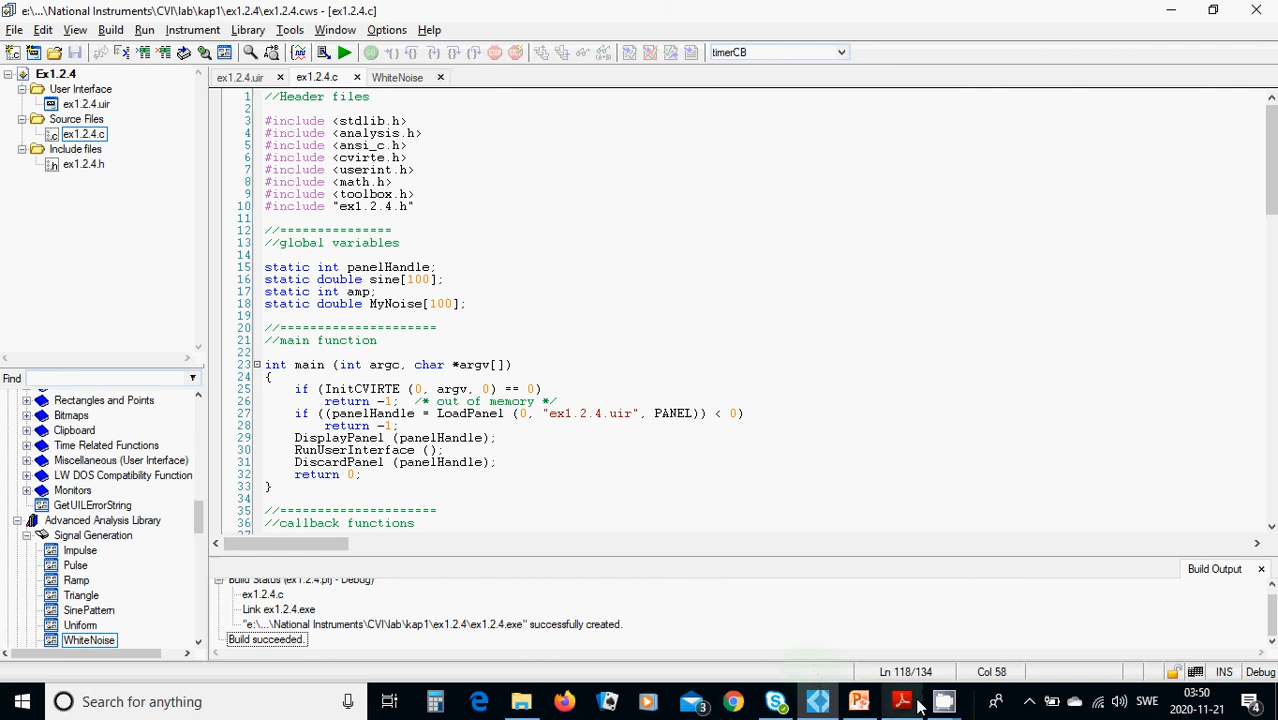 e:\...\National Instruments\CVI\lab\kap1\ex1.2.4\ex1.2.4.cws - [ex1.2.4.c]
File Edit View Build Run Instrument Library Tools Window Options Help
timerCB
Ex1.2.4
User Interface
ex1.2.4.uir
Source Files
ex1.2.4.c
Include files
ex1.2.4.h
ex1.2.4.uir ex1.2.4.c WhiteNoise
1 //Header files
2
3 #include <stdlib.h>
4 #include <analysis.h>
5 #include <ansi_c.h>
6 #include <cvirte.h>
7 #include <userint.h>
8 #include <math.h>
9 #include <toolbox.h>
10 #include "ex1.2.4.h"
11
12 //===============
13 //global variables
14
15 static int panelHandle;
16 static double sine[100];
17 static int amp;
18 static double MyNoise[100];
19
20 //=====================
21 //main function
22
23 int main (int argc, char *argv[])
24 {
25 if (InitCVIRTE (0, argv, 0) == 0)
26 return -1; /* out of memory */
27 if ((panelHandle = LoadPanel (0, "ex1.2.4.uir", PANEL)) < 0)
28 return -1;
29 DisplayPanel (panelHandle);
30 RunUserInterface ();
31 DiscardPanel (panelHandle);
32 return 0;
33 }
34
35 //=====================
36 //callback functions
Find
Rectangles and Points
Bitmaps
Clipboard
Time Related Functions
Miscellaneous (User Interface)
LW DOS Compatibility Function
Monitors
GetUILErrorString
Advanced Analysis Library
Signal Generation
Impulse
Pulse
Ramp
Triangle
SinePattern
Uniform
WhiteNoise
Build Output
Build Status (ex1.2.4.prj - Debug)
ex1.2.4.c
Link ex1.2.4.exe
"e:\...\National Instruments\CVI\lab\kap1\ex1.2.4\ex1.2.4.exe" successfully created.
Build succeeded.
Ln 118/134 Col 58 INS Debug
Search for anything
3
SWE
03:50
2020-11-21
4